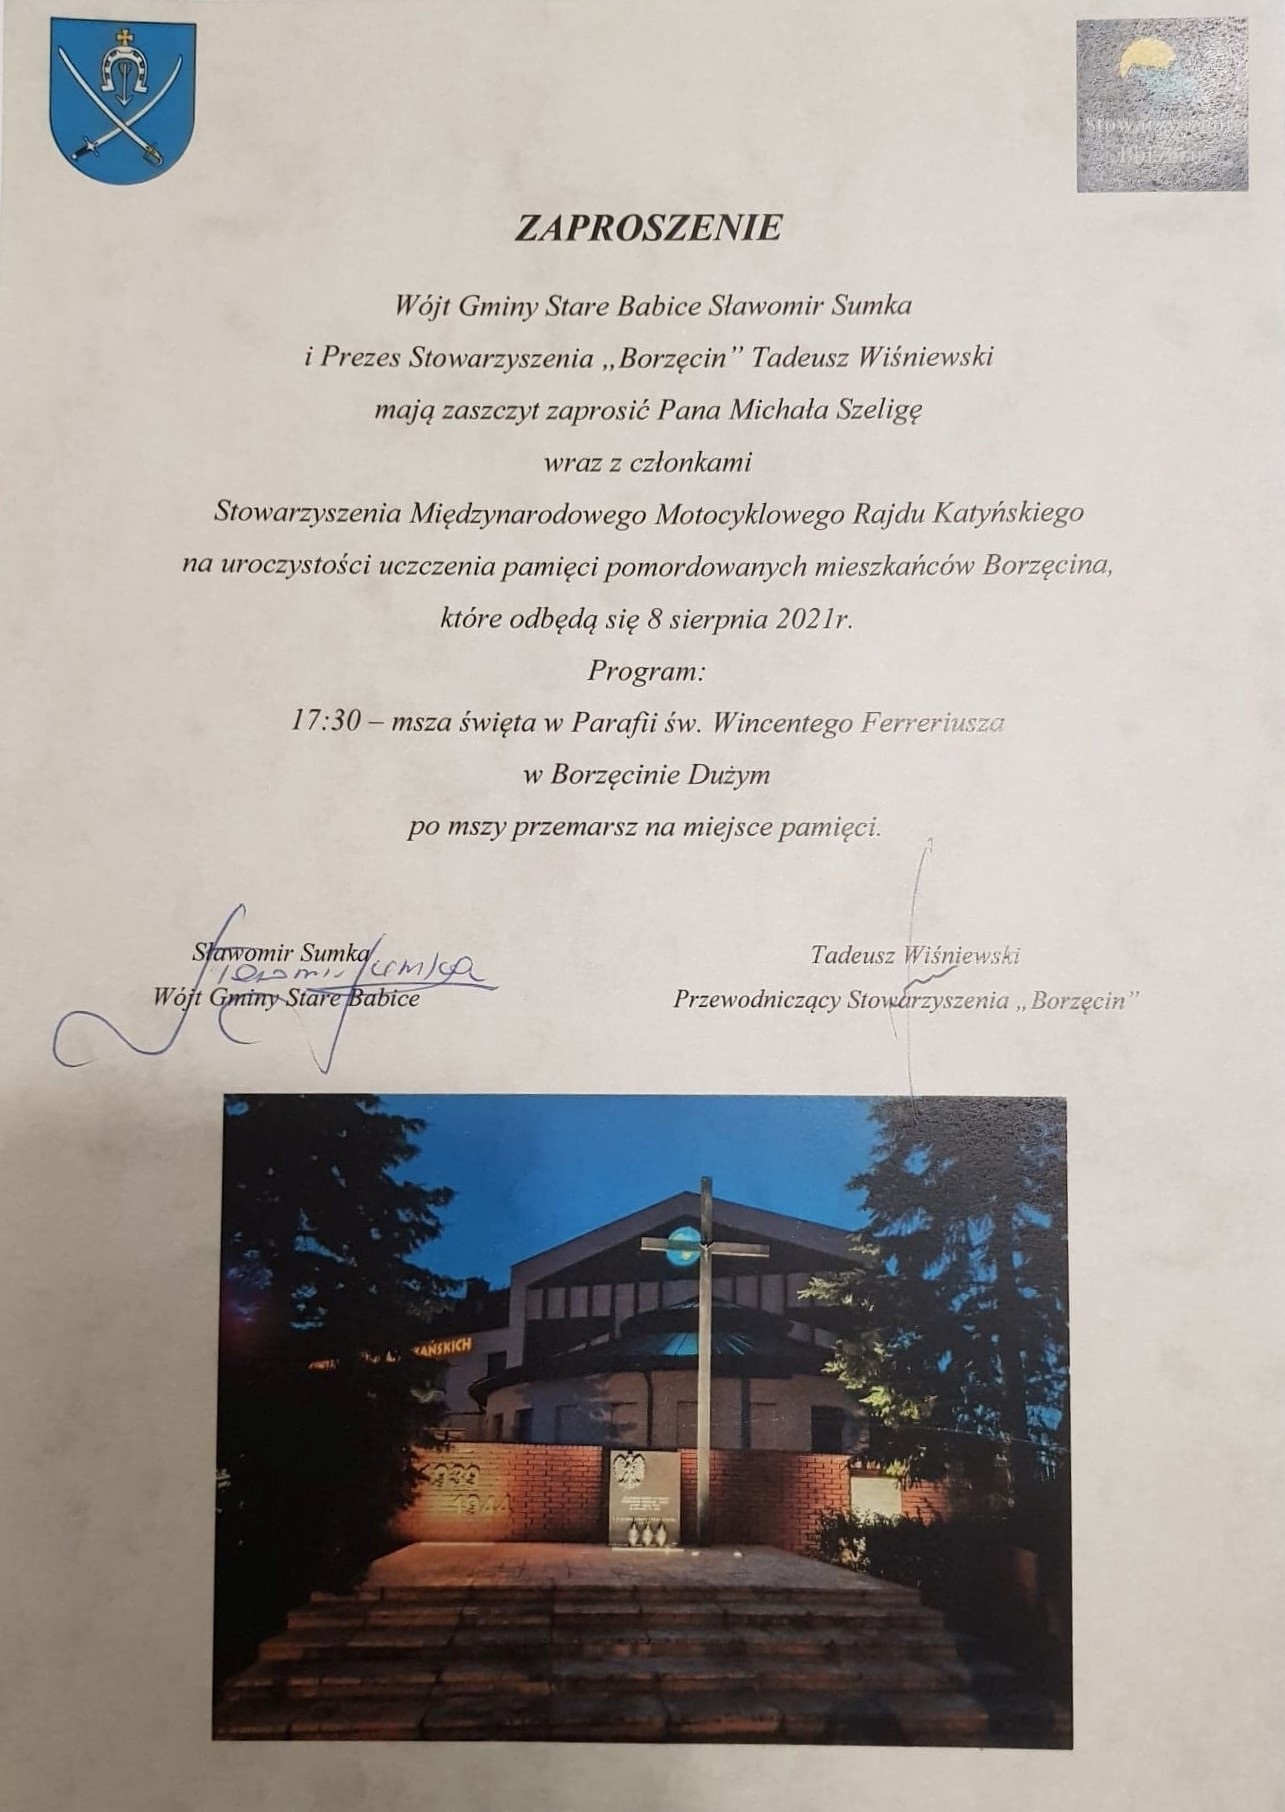 Stowarzyszenie
ZAPROSZENIE
Wójt Gminy Stare Babice Sławomir Sumka
i Prezes Stowarzyszenia „Borzęcin” Tadeusz Wiśniewski
mają zaszczyt zaprosić Pana Michała Szeligę
wraz z członkami
Stowarzyszenia Międzynarodowego Motocyklowego Rajdu Katyńskiego
na uroczystości uczczenia pamięci pomordowanych mieszkańców Borzęcina,
które odbędą się 8 sierpnia 2021r.
Program:
17:30 – msza święta w Parafii św. Wincentego Ferreriusza
w Borzęcinie Dużym
po mszy przemarsz na miejsce pamięci.
Sławomir Sumka
Wójt Gminy Stare Babice
Tadeusz Wiśniewski
Przewodniczący Stowarzyszenia „Borzęcin”
1944